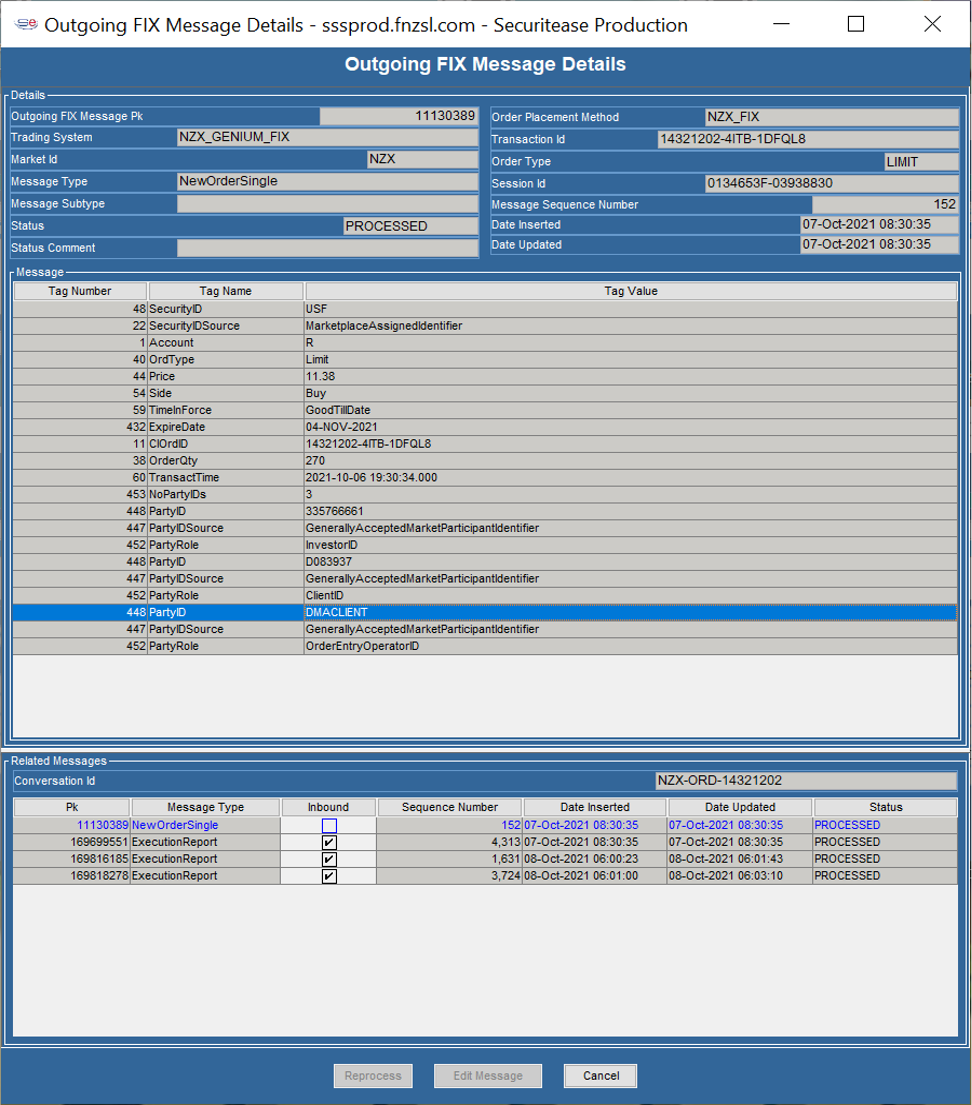 Outgoing FIX Message Details - sssprod.fnzsl.com - Securitease Production
Outgoing FIX Message Details
Details
Outgoing FIX Message Pk 11130389
Trading System NZX_GENIUM_FIX
Market Id NZX
Message Type NewOrderSingle
Message Subtype
Status PROCESSED
Status Comment
Order Placement Method NZX_FIX
Transaction Id 14321202-4ITB-1DFQL8
Order Type LIMIT
Session Id 0134653F-03938830
Message Sequence Number 152
Date Inserted 07-Oct-2021 08:30:35
Date Updated 07-Oct-2021 08:30:35
Message
Tag Number Tag Name Tag Value
48 SecurityID USF
22 SecurityIDSource MarketplaceAssignedIdentifier
1 Account R
40 OrdType Limit
44 Price 11.38
54 Side Buy
59 TimeInForce GoodTillDate
432 ExpireDate 04-NOV-2021
11 ClOrdID 14321202-4ITB-1DFQL8
38 OrderQty 270
60 TransactTime 2021-10-06 19:30:34.000
453 NoPartyIDs 3
448 PartyID 335766661
447 PartyIDSource GenerallyAcceptedMarketParticipantIdentifier
452 PartyRole InvestorID
448 PartyID D083937
447 PartyIDSource GenerallyAcceptedMarketParticipantIdentifier
452 PartyRole ClientID
448 PartyID DMACLIENT
447 PartyIDSource GenerallyAcceptedMarketParticipantIdentifier
452 PartyRole OrderEntryOperatorID
Related Messages
Conversation Id NZX-ORD-14321202
Pk Message Type Inbound Sequence Number Date Inserted Date Updated Status
11130389 NewOrderSingle 152 07-Oct-2021 08:30:35 07-Oct-2021 08:30:35 PROCESSED
169699551 ExecutionReport 4,313 07-Oct-2021 08:30:35 07-Oct-2021 08:30:35 PROCESSED
169816185 ExecutionReport 1,631 08-Oct-2021 06:00:23 08-Oct-2021 06:01:43 PROCESSED
169818278 ExecutionReport 3,724 08-Oct-2021 06:01:00 08-Oct-2021 06:03:10 PROCESSED
Reprocess Edit Message Cancel